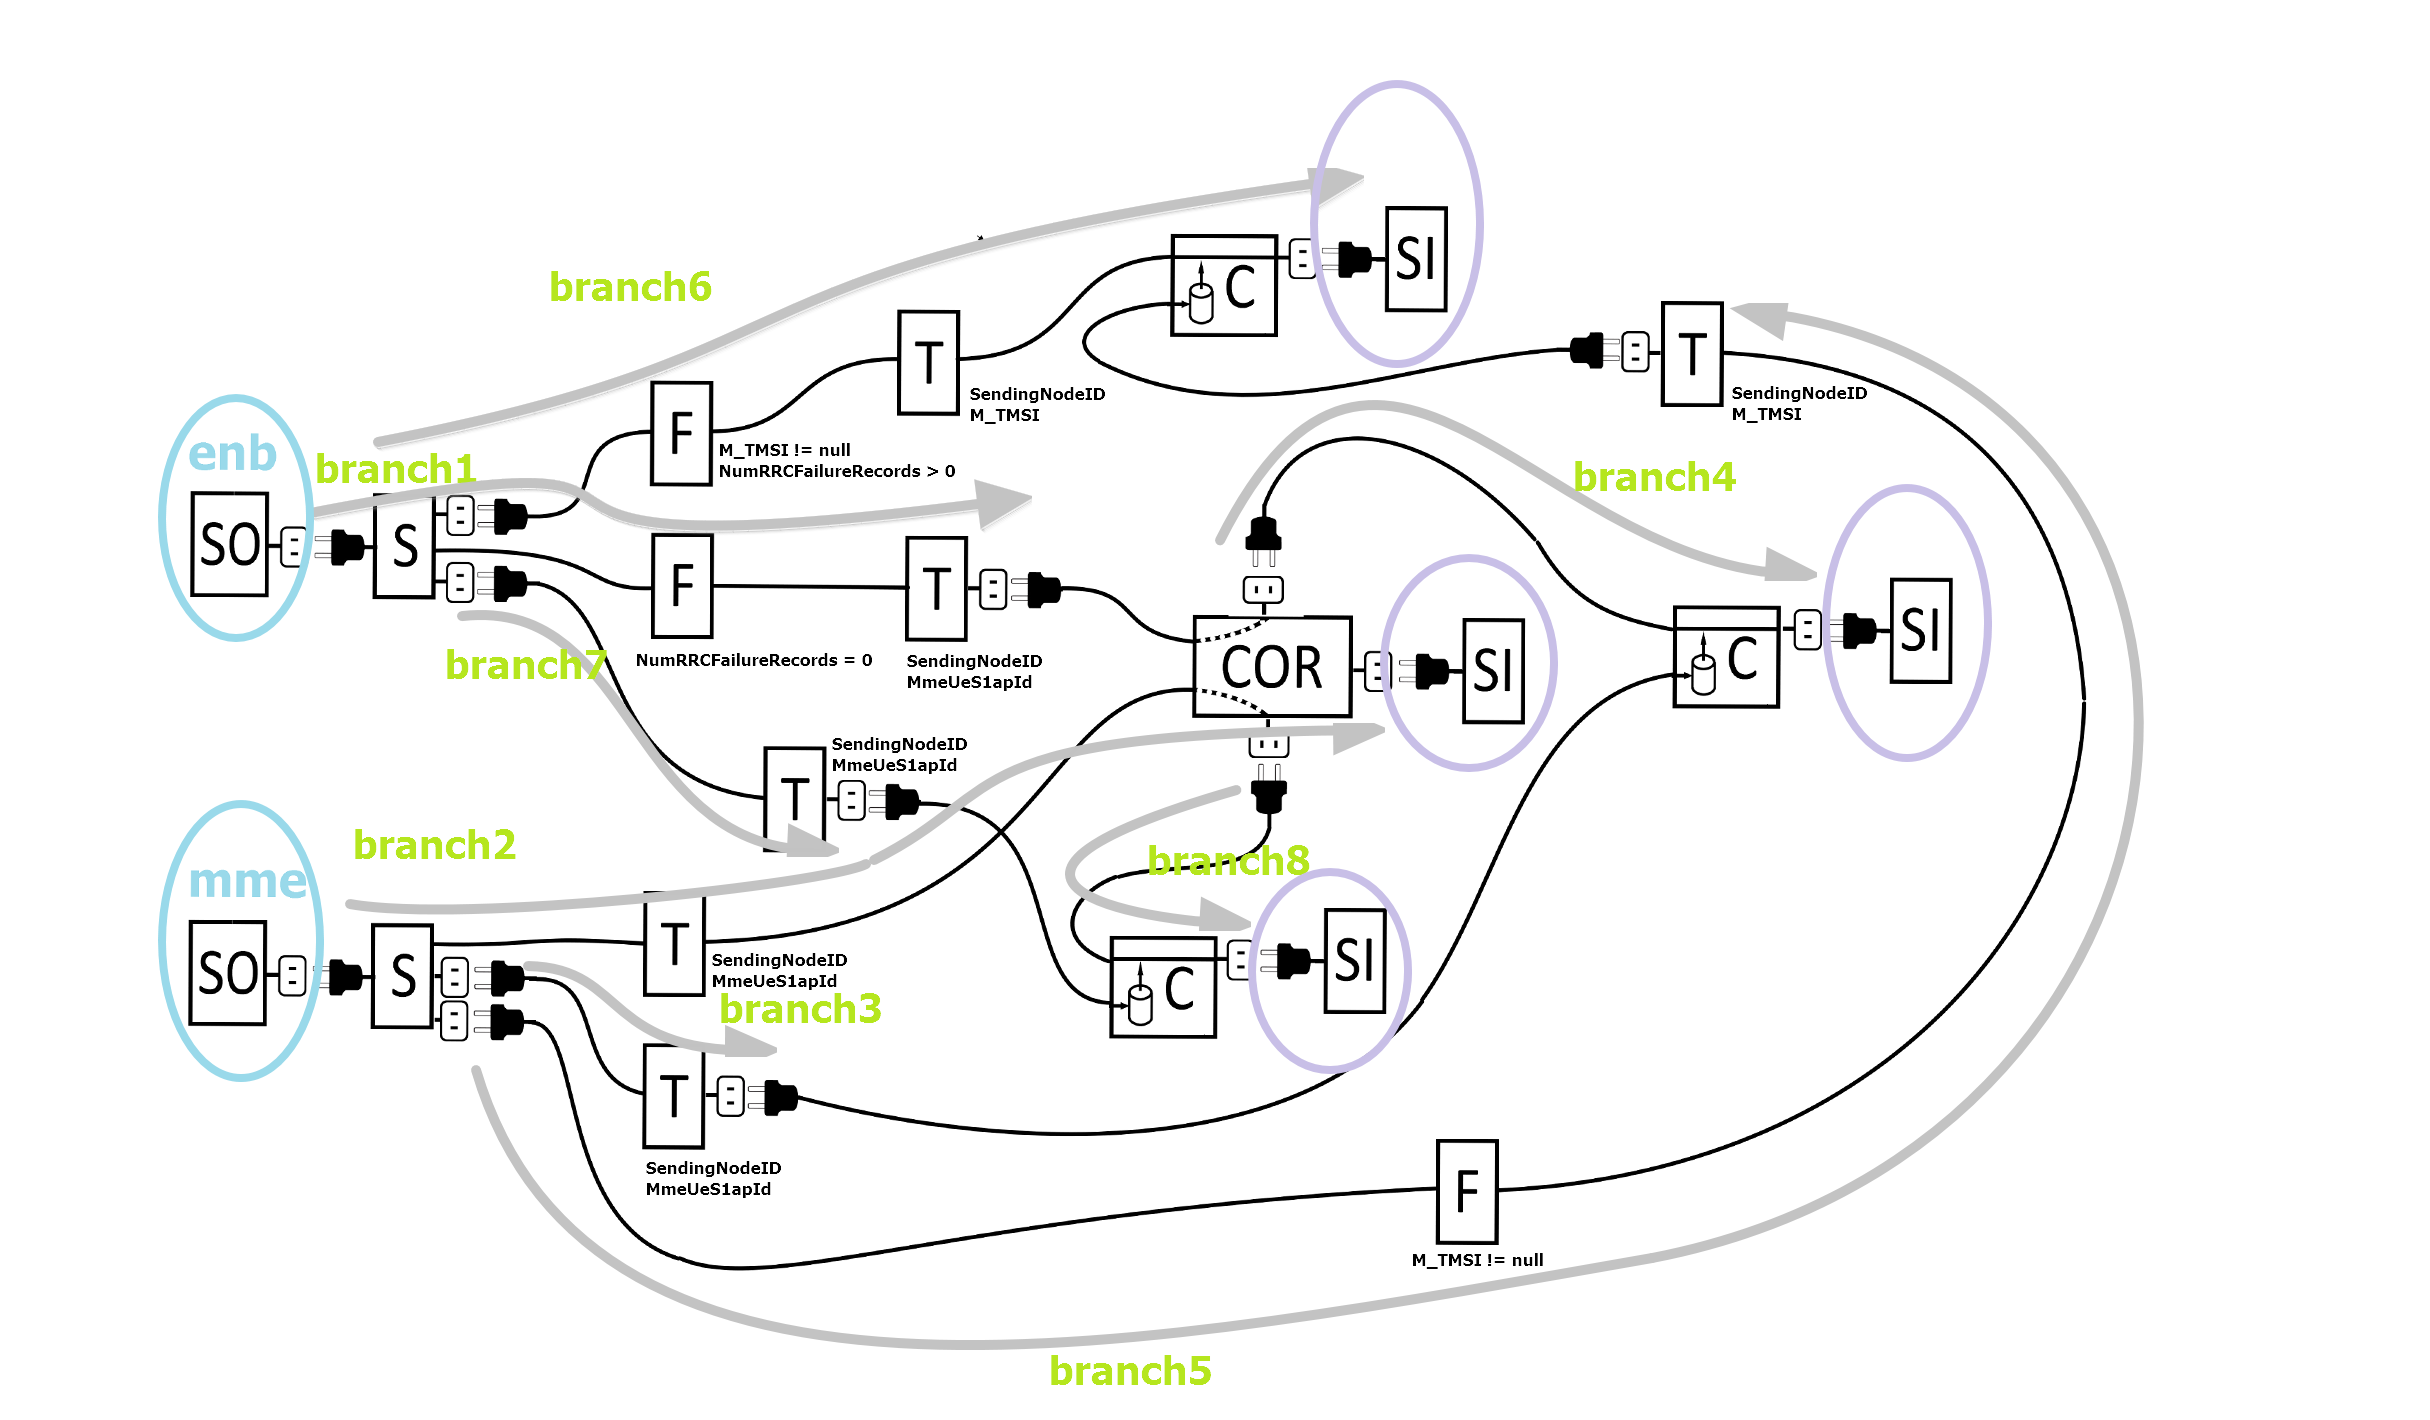 SI
C
branch6
T
SendingNodeID
M_TMSI
T
SendingNodeID
M_TMSI
F
M_TMSI != null
NumRRCFailureRecords > 0
enb
branch1
branch4
SO
S
F
NumRRCFailureRecords = 0
T
SendingNodeID
MmeUeS1apId
COR
SI
C
SI
branch7
T
SendingNodeID
MmeUeS1apId
branch2
branch8
mme
SO
S
T
SendingNodeID
MmeUeS1apId
branch3
C
SI
T
SendingNodeID
MmeUeS1apId
F
M_TMSI != null
branch5